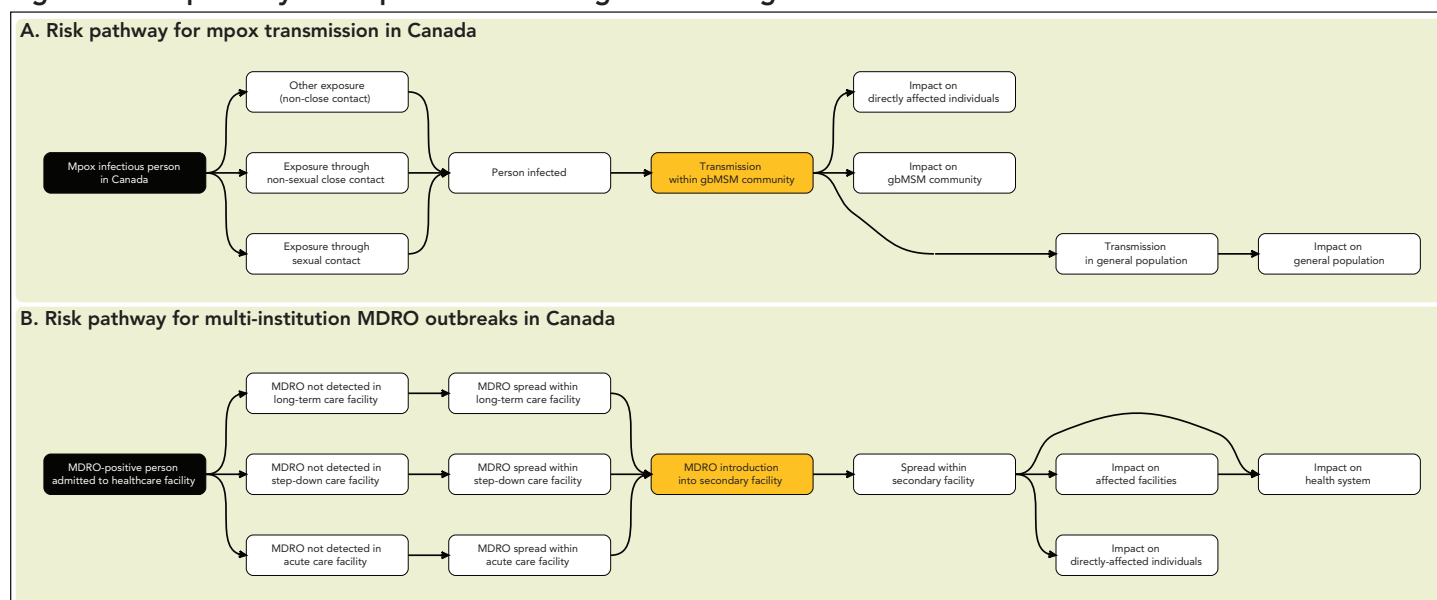 A. Risk pathway for mpox transmission in Canada
Other exposure
(non-close contact)
Impact on
directly affected individuals
Mpox infectious person
in Canada
Exposure through
non-sexual close contact
Person infected
Transmission
within gbMSM community
Impact on
gbMSM community
Exposure through
sexual contact
Transmission
in general population
Impact on
general population
B. Risk pathway for multi-institution MDRO outbreaks in Canada
MDRO not detected in
long-term care facility
MDRO spread within
long-term care facility
MDRO-positive person
admitted to healthcare facility
MDRO not detected in
step-down care facility
MDRO spread within
step-down care facility
MDRO introduction
into secondary facility
Spread within
secondary facility
Impact on
affected facilities
Impact on
health system
MDRO not detected in
acute care facility
MDRO spread within
acute care facility
Impact on
directly-affected individuals